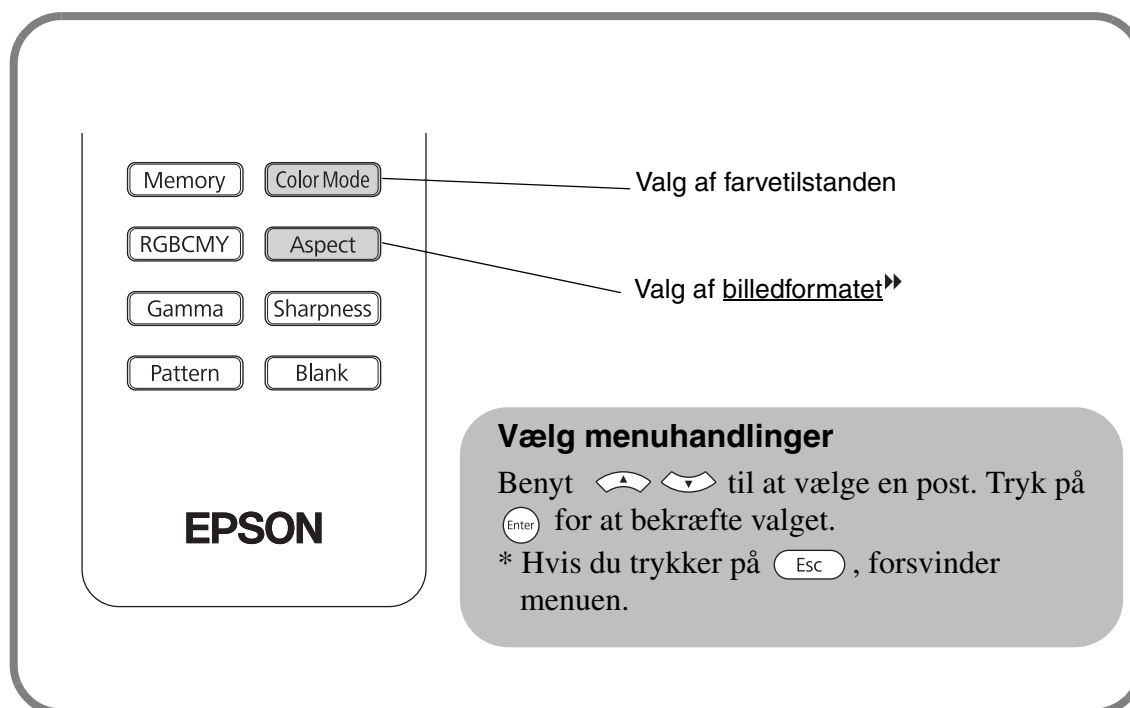 Memory Color Mode Valg af farvetilstanden
RGBCMY Aspect
Valg af billedformatet
Gamma Sharpness
Pattern Blank
EPSON
Vælg menuhandlinger
Benyt til at vælge en post. Tryk på
Enter for at bekræfte valget.
* Hvis du trykker på Esc , forsvinder
menuen.